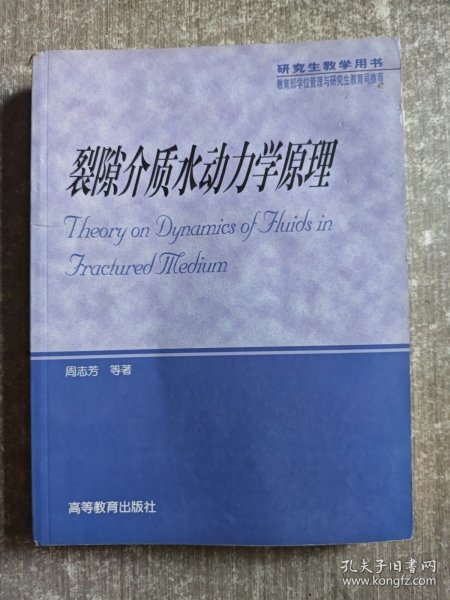 研究生教学用书
教育部学位管理与研究生教育司推荐
裂隙介质水动力学原理
Theory on Dynamics of Fluids in
Fractured Medium
周志芳 等著
高等教育出版社
孔夫子旧书网
www.kongfz.com